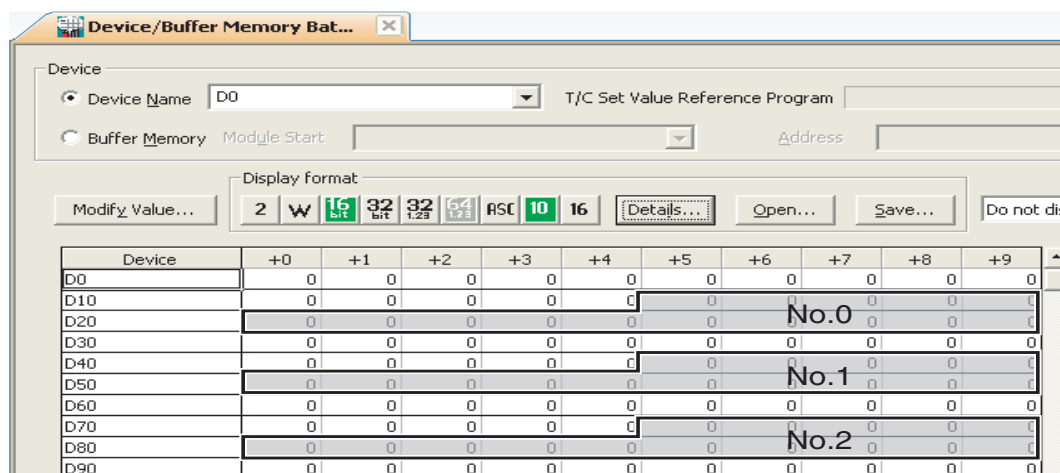 Device/Buffer Memory Bat...
Device
Device Name D0 T/C Set Value Reference Program
Buffer Memory Module Start Address
Display format
Modify Value... 2 W 16 bit 32 bit 32 1.23 64 1.23 ASC 10 16 Details... Open... Save... Do not dis
Device +0 +1 +2 +3 +4 +5 +6 +7 +8 +9
D0 0 0 0 0 0 0 0 0 0 0
D10 0 0 0 0 0 0 0 0 0 0
No.0
D20 0 0 0 0 0 0 0 0 0 0
D30 0 0 0 0 0 0 0 0 0 0
D40 0 0 0 0 0 0 0 0 0 0
No.1
D50 0 0 0 0 0 0 0 0 0 0
D60 0 0 0 0 0 0 0 0 0 0
D70 0 0 0 0 0 0 0 0 0 0
No.2
D80 0 0 0 0 0 0 0 0 0 0
D90 0 0 0 0 0 0 0 0 0 0